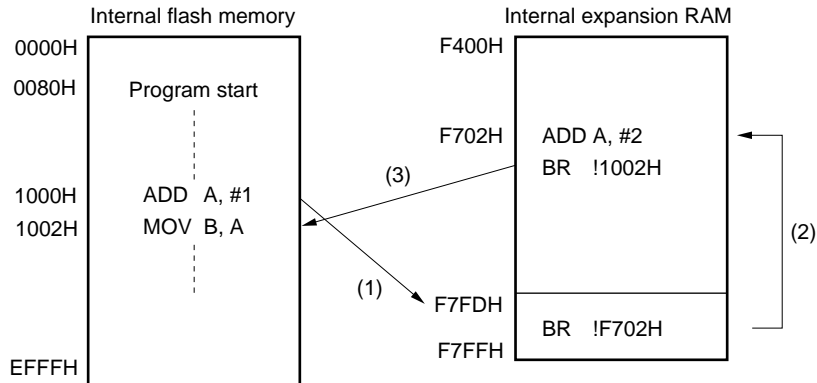 Internal flash memory
0000H
0080H
Program start
1000H
ADD A, #1
1002H
MOV B, A
EFFFH
(1)
(3)
Internal expansion RAM
F400H
F702H
ADD A, #2
BR !1002H
(2)
F7FDH
BR !F702H
F7FFH